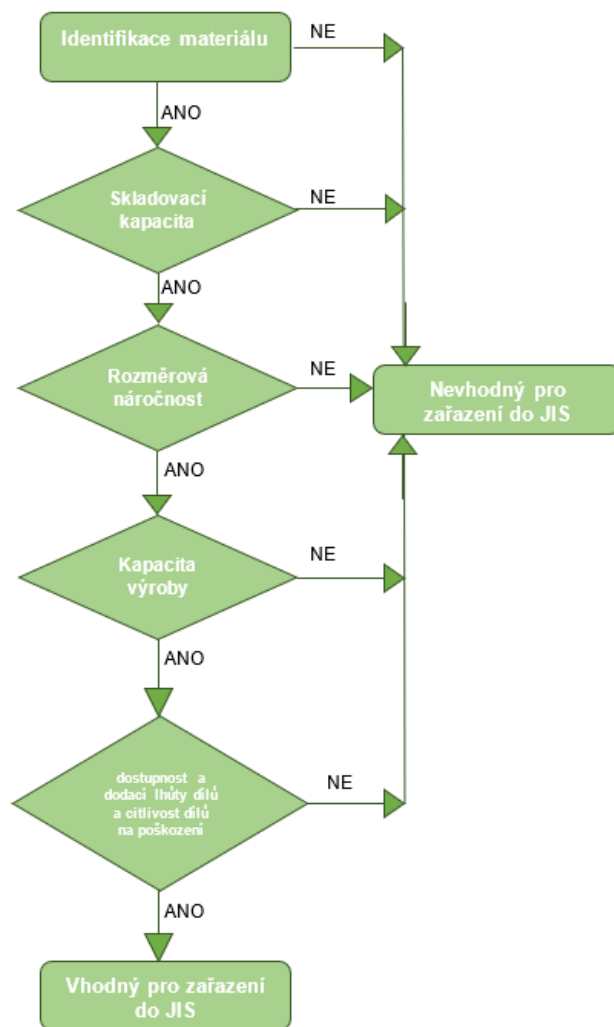 Identifikace materiálu
NE
ANO
Skladovací
kapacita
NE
ANO
Rozměrová
náročnost
NE
Nevhodný pro
zařazení do JIS
ANO
Kapacita
výroby
NE
ANO
dostupnost a
dodací lhůty dílů
a citlivost dílů
na poškození
NE
ANO
Vhodný pro zařazení
do JIS